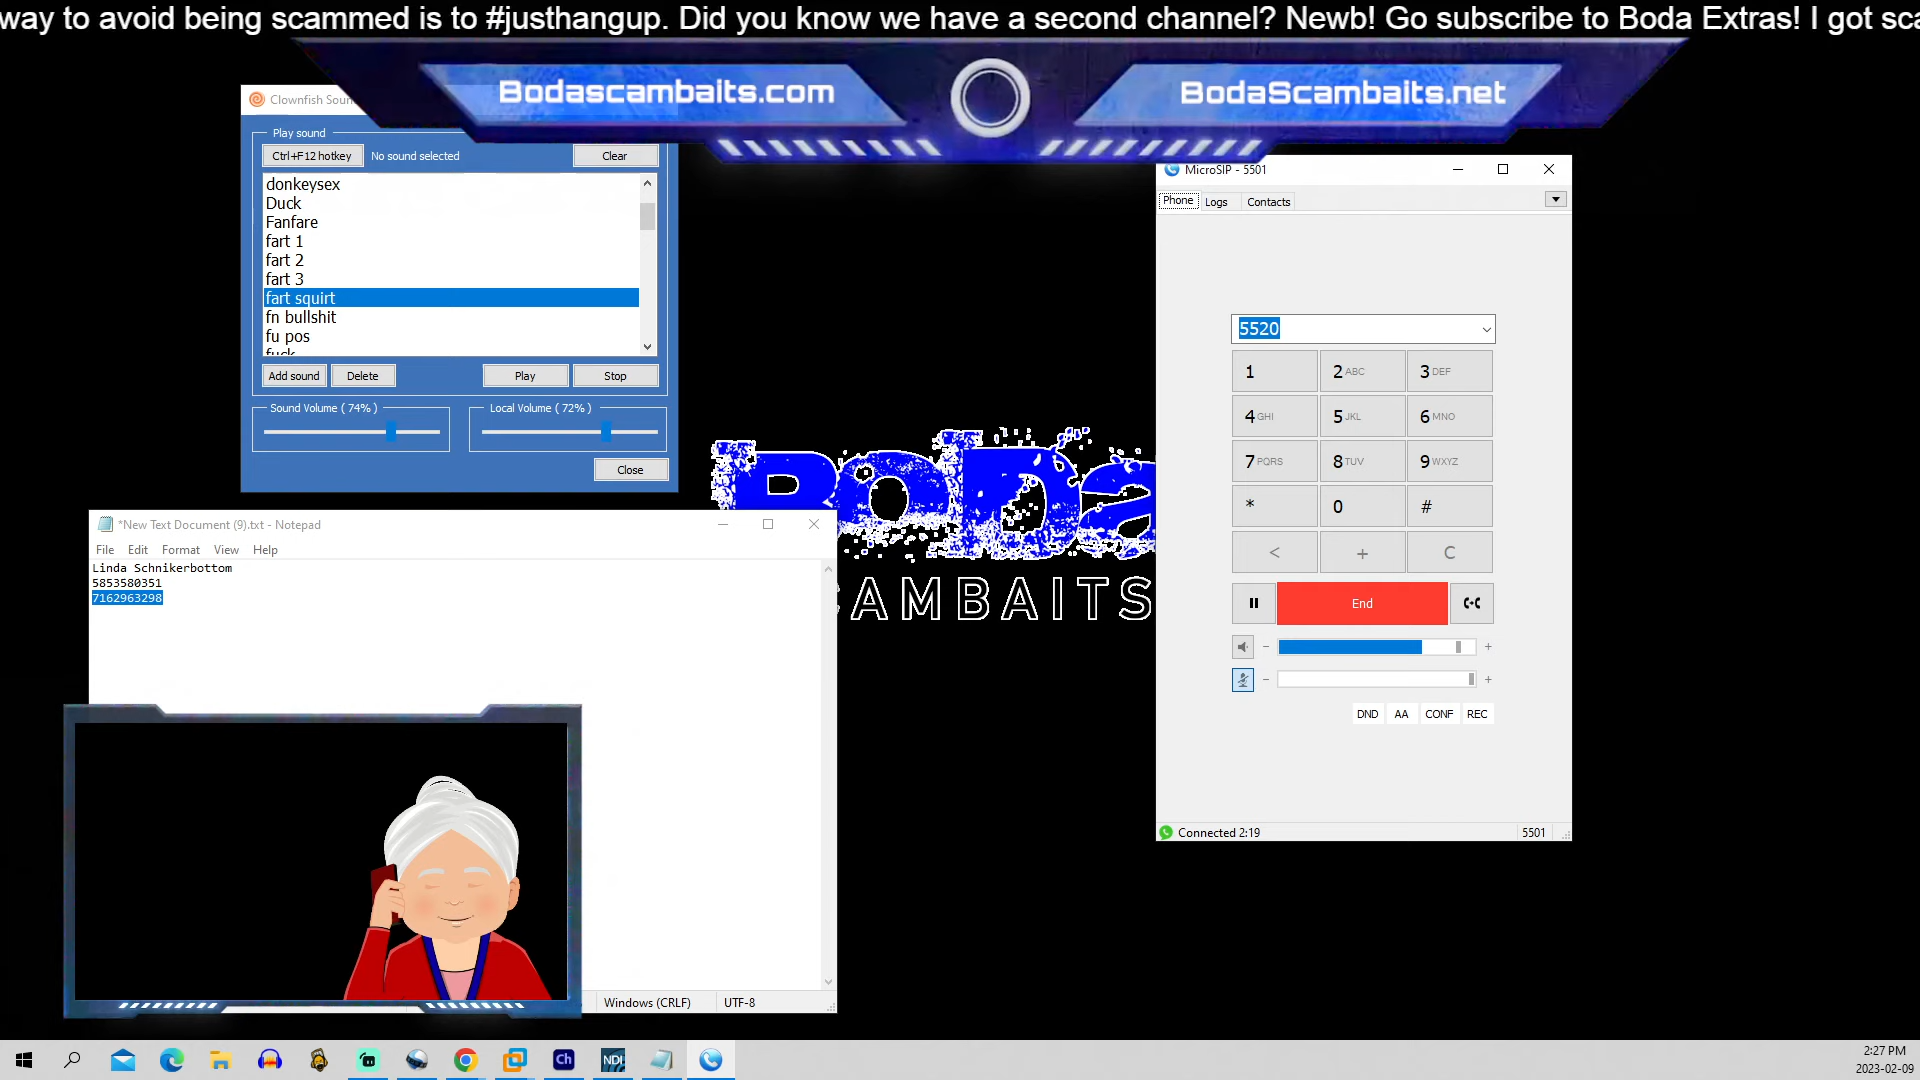 way to avoid being scammed is to #justhangup. Did you know we have a second channel? Newb! Go subscribe to Boda Extras! I got sca
Bodascambaits.com
BodaScambaits.net
Clownfish Soun
Play sound
Ctrl+F12 hotkey
No sound selected
Clear
donkeysex
Duck
Fanfare
fart 1
fart 2
fart 3
fart squirt
fn bullshit
fu pos
fuck
Add sound
Delete
Play
Stop
Sound Volume ( 74% )
Local Volume ( 72% )
Close
*New Text Document (9).txt - Notepad
File Edit Format View Help
Linda Schnikerbottom
5853580351
7162963298
Windows (CRLF)
UTF-8
BoDa
CAMBAITS
MicroSIP - 5501
Phone
Logs
Contacts
5520
1
2 ABC
3 DEF
4 GHI
5 JKL
6 MNO
7 PQRS
8 TUV
9 WXYZ
*
0
#
<
+
C
End
- +
- +
DND
AA
CONF
REC
Connected 2:19
5501
Ch
NDI
2:27 PM
2023-02-09